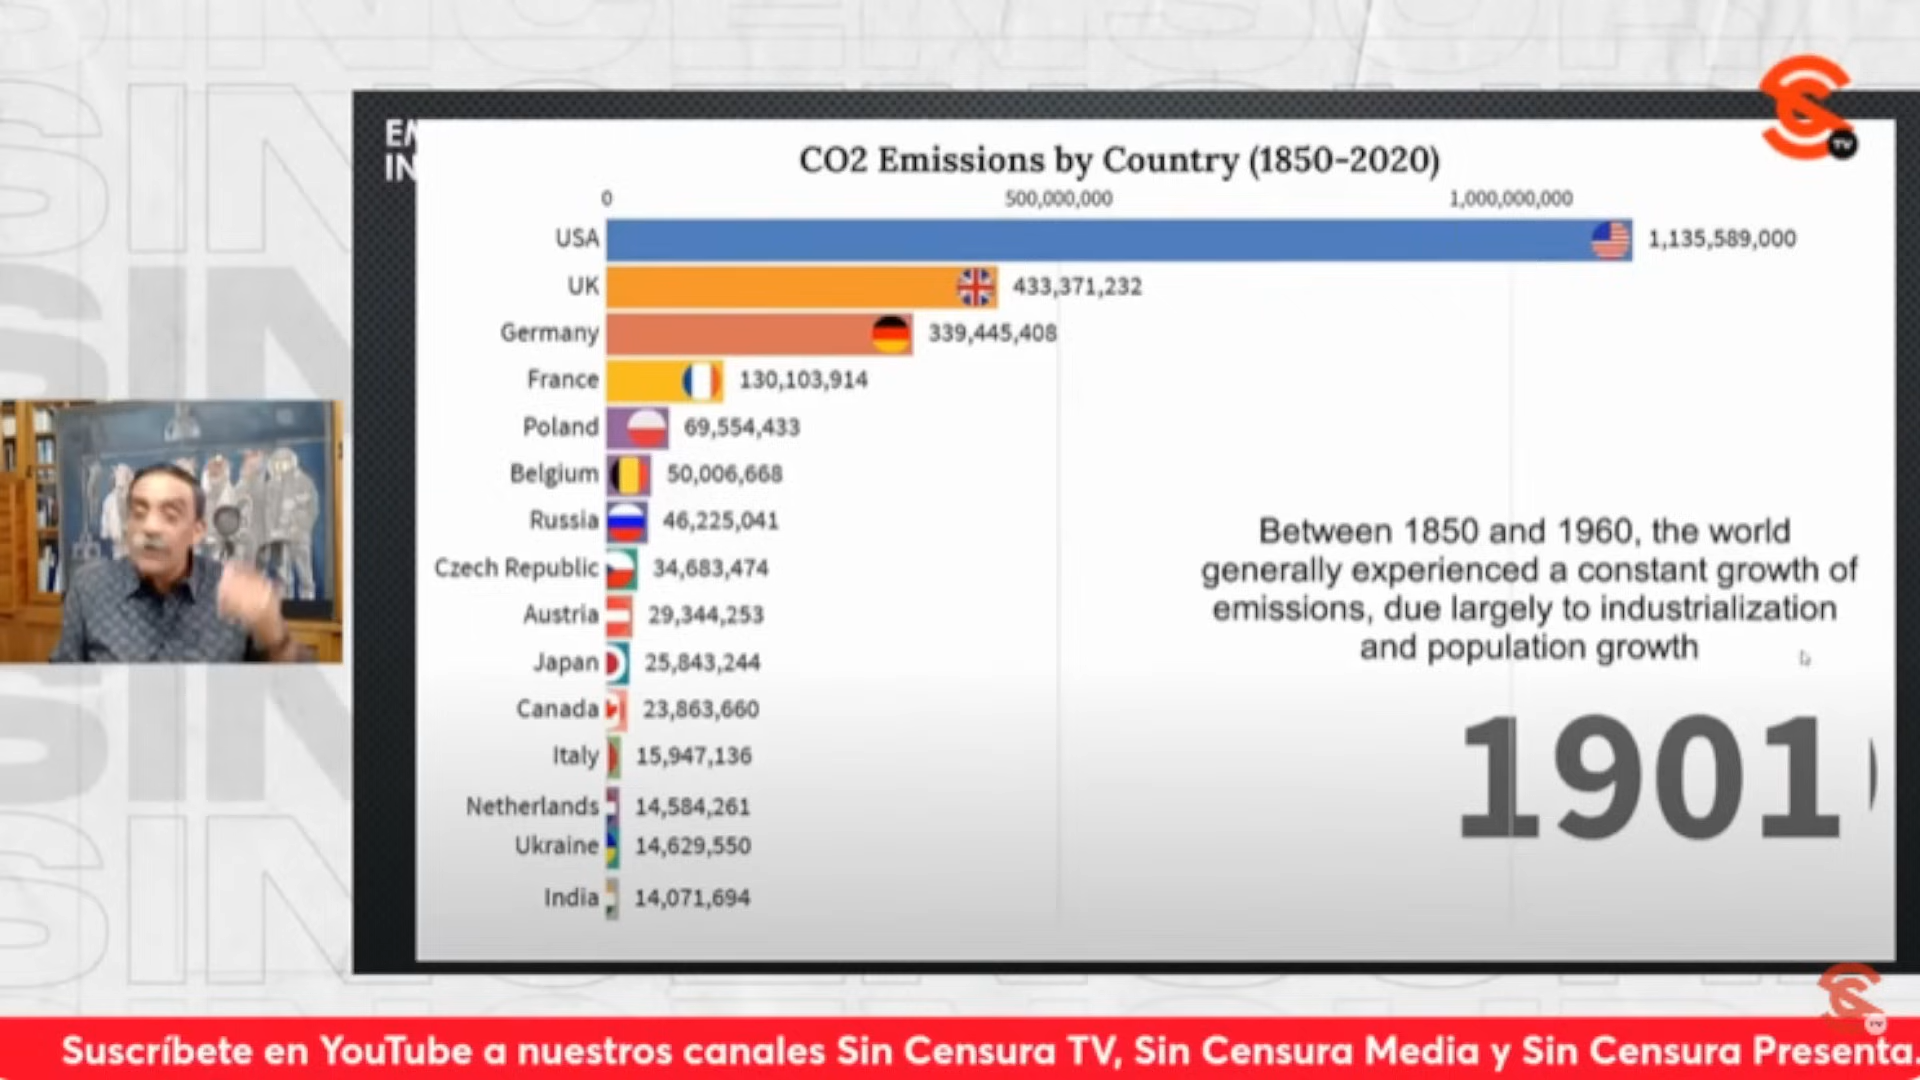 EM
IN
CO2 Emissions by Country (1850-2020)
0 500,000,000 1,000,000,000
USA 1,135,589,000
UK 433,371,232
Germany 339,445,408
France 130,103,914
Poland 69,554,433
Belgium 50,006,668
Russia 46,225,041
Czech Republic 34,683,474
Austria 29,344,253
Japan 25,843,244
Canada 23,863,660
Italy 15,947,136
Netherlands 14,584,261
Ukraine 14,629,550
India 14,071,694
Between 1850 and 1960, the world
generally experienced a constant growth of
emissions, due largely to industrialization
and population growth
1901
TV
Suscríbete en YouTube a nuestros canales Sin Censura TV, Sin Censura Media y Sin Censura Presenta.